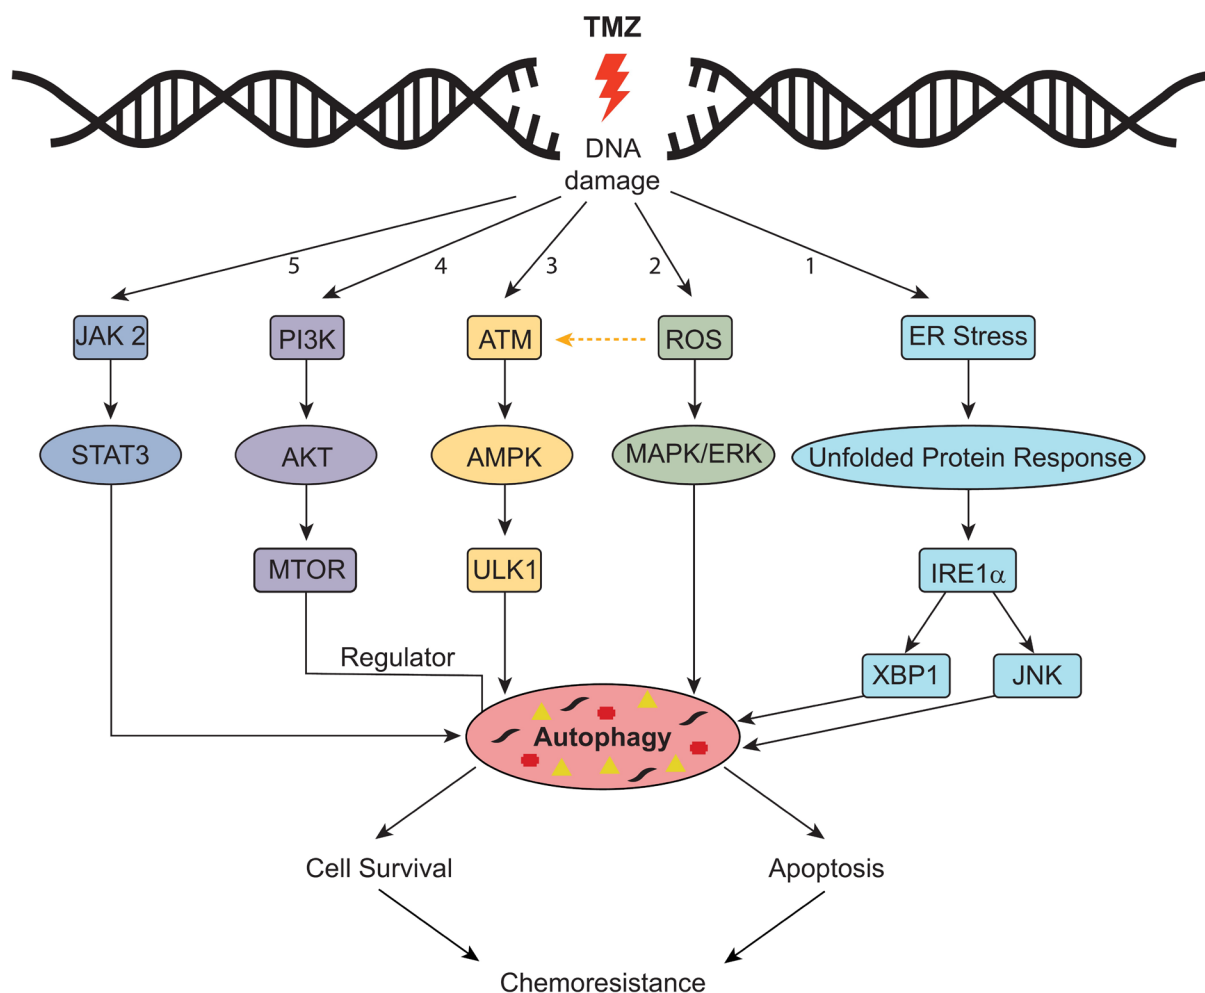 TMZ
DNA
damage
5
4
3
2
1
JAK 2
PI3K
ATM
ROS
ER Stress
STAT3
AKT
AMPK
MAPK/ERK
Unfolded Protein Response
MTOR
ULK1
IRE1α
Regulator
XBP1
JNK
Autophagy
Cell Survival
Apoptosis
Chemoresistance